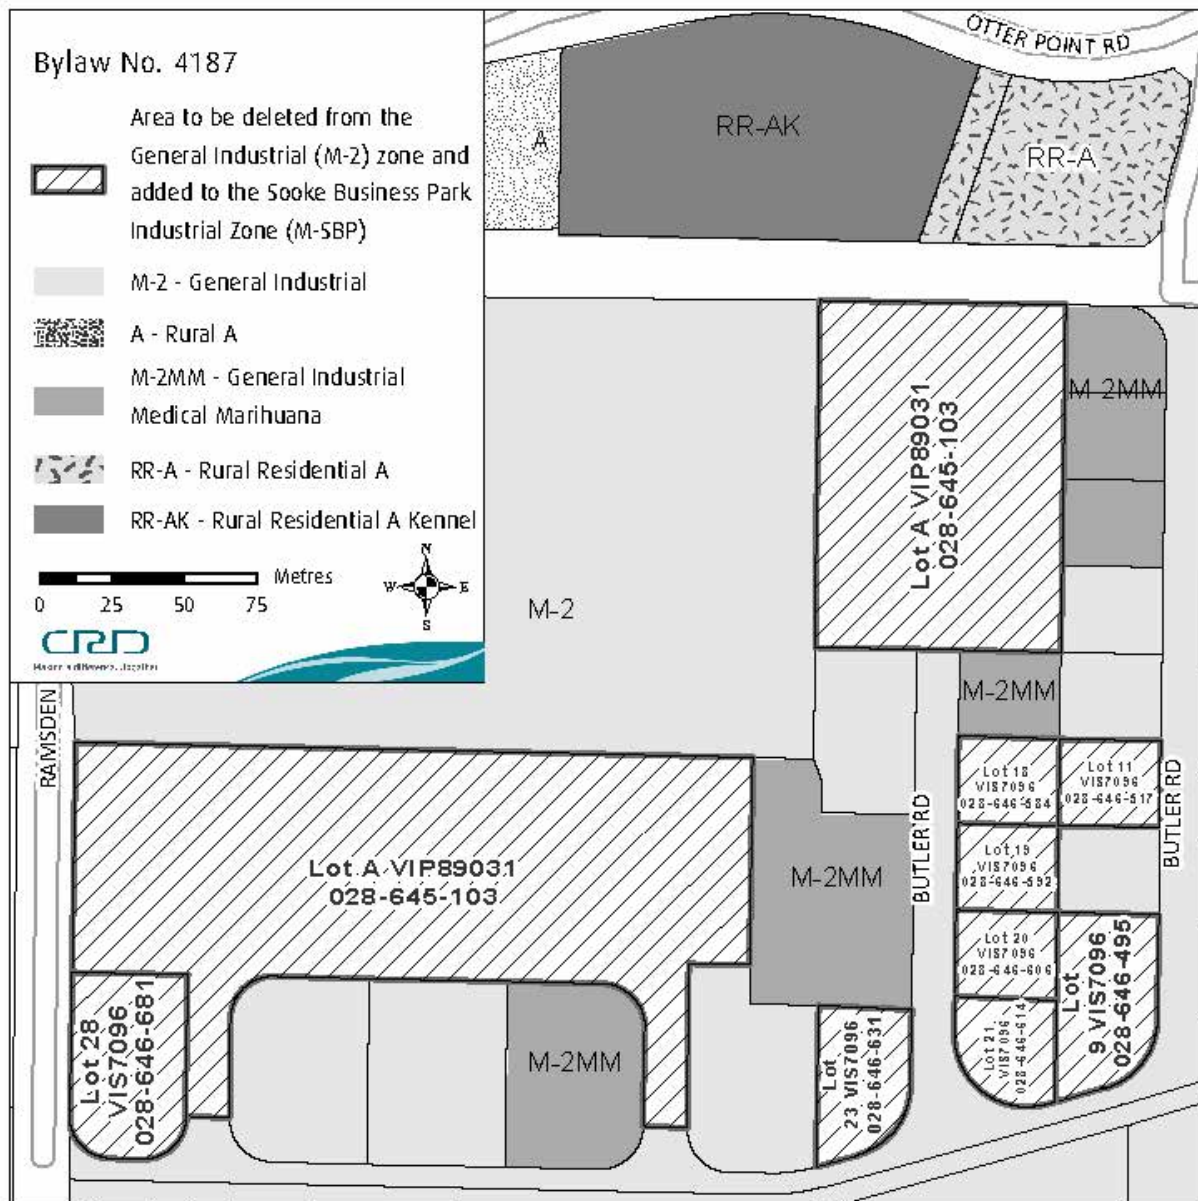 Bylaw No. 4187
Area to be deleted from the
General Industrial (M-2) zone and
added to the Sooke Business Park
Industrial Zone (M-SBP)
M-2 - General Industrial
A - Rural A
M-2MM - General Industrial
Medical Marihuana
RR-A - Rural Residential A
RR-AK - Rural Residential A Kennel
Metres
0 25 50 75
N
W E
S
CRD
Making a difference...together
OTTER POINT RD
A
RR-AK
RR-A
M-2
Lot A VIP89031
028-645-103
M-2MM
M-2MM
RAMSDEN
Lot A VIP89031
028-645-103
M-2MM
BUTLER RD
Lot 18
VIS7096
028-646-584
Lot 11
VIS7096
028-646-517
BUTLER RD
Lot 19
VIS7096
028-646-592
Lot 20
VIS7096
028-646-606
Lot 21
VIS7096
028-646-614
Lot
9 VIS7096
028-646-495
Lot 28
VIS7096
028-646-681
M-2MM
Lot
23 VIS7096
028-646-631